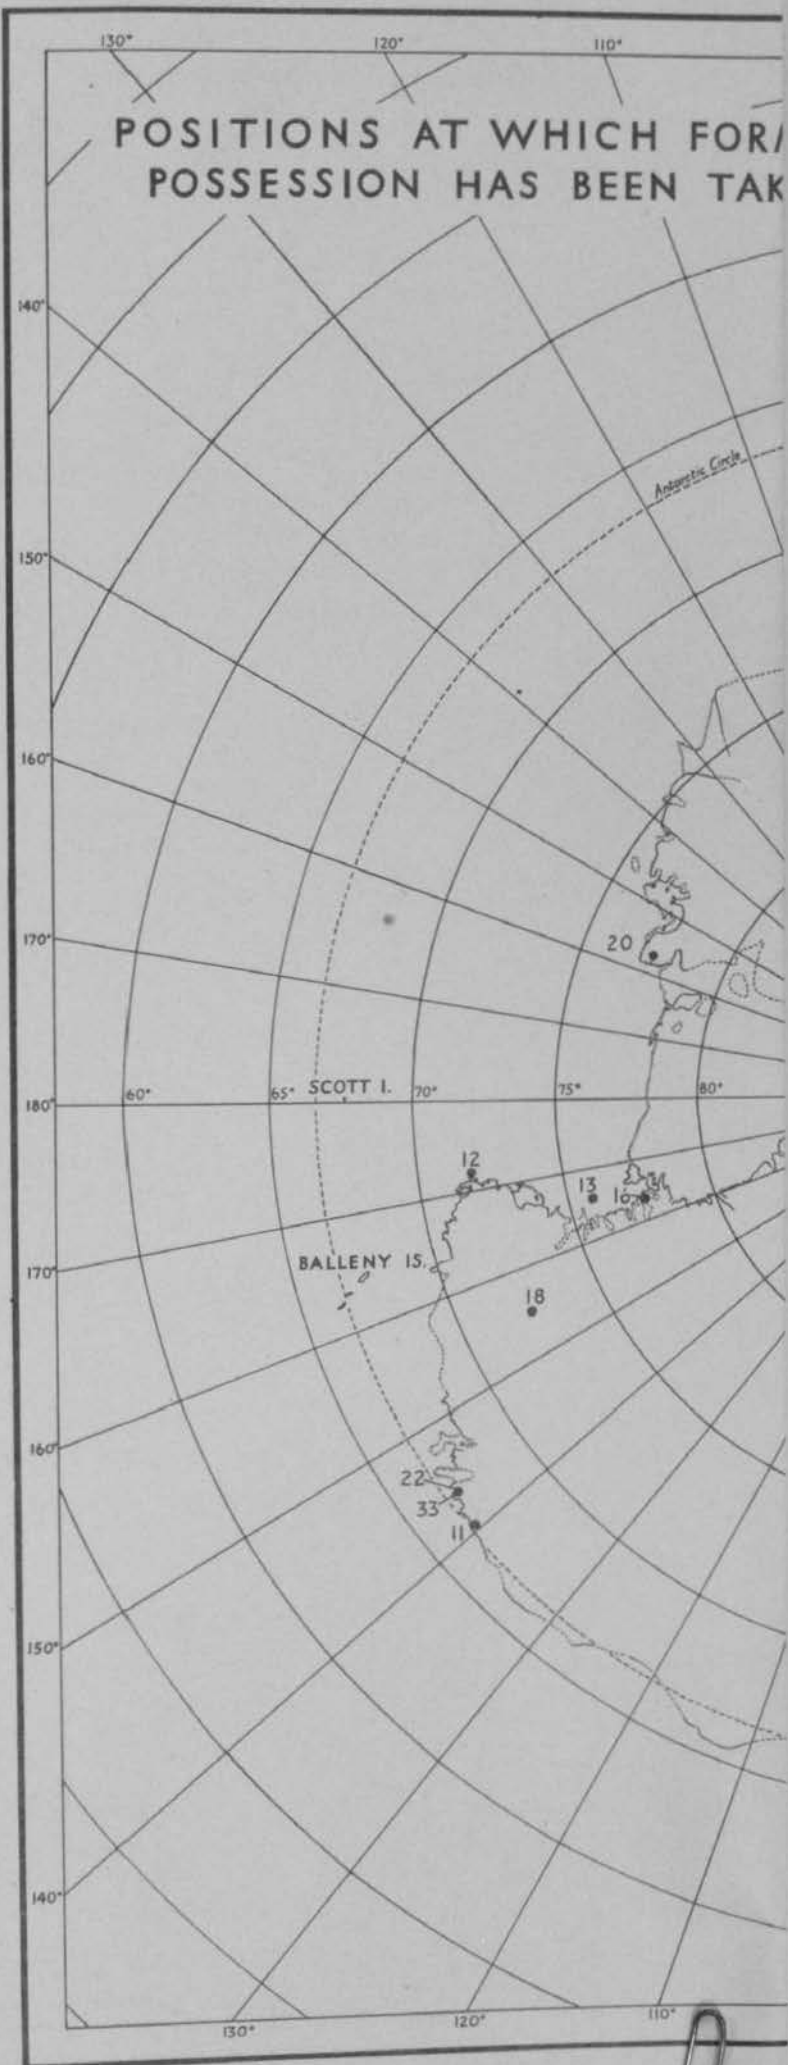 130° 120° 110°
POSITIONS AT WHICH FORM
POSSESSION HAS BEEN TAK
140°
Antarctic Circle
150°
160°
20
170°
180° 60° 65° SCOTT I. 70° 75° 80°
12
13 16
BALLENY IS.
170°
18
160°
22
33
11
150°
140°
130° 120° 110°